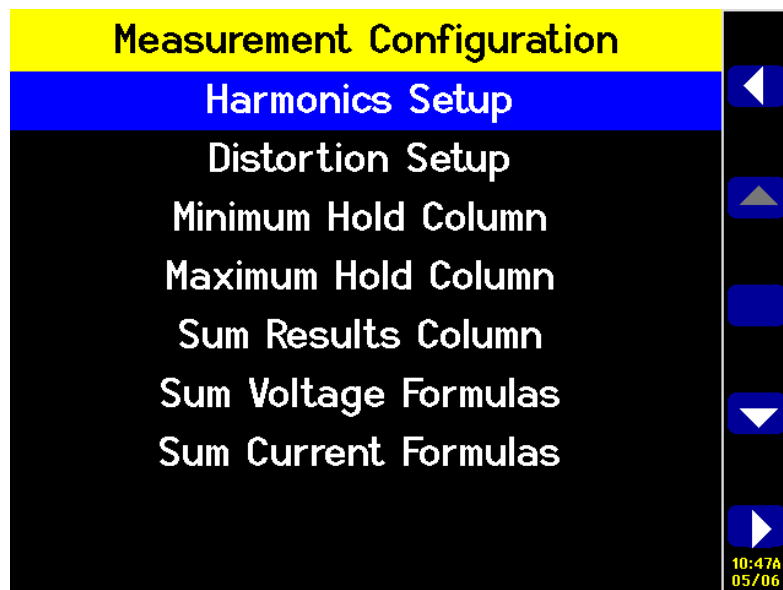 Measurement Configuration
Harmonics Setup
Distortion Setup
Minimum Hold Column
Maximum Hold Column
Sum Results Column
Sum Voltage Formulas
Sum Current Formulas
10:47A
05/06